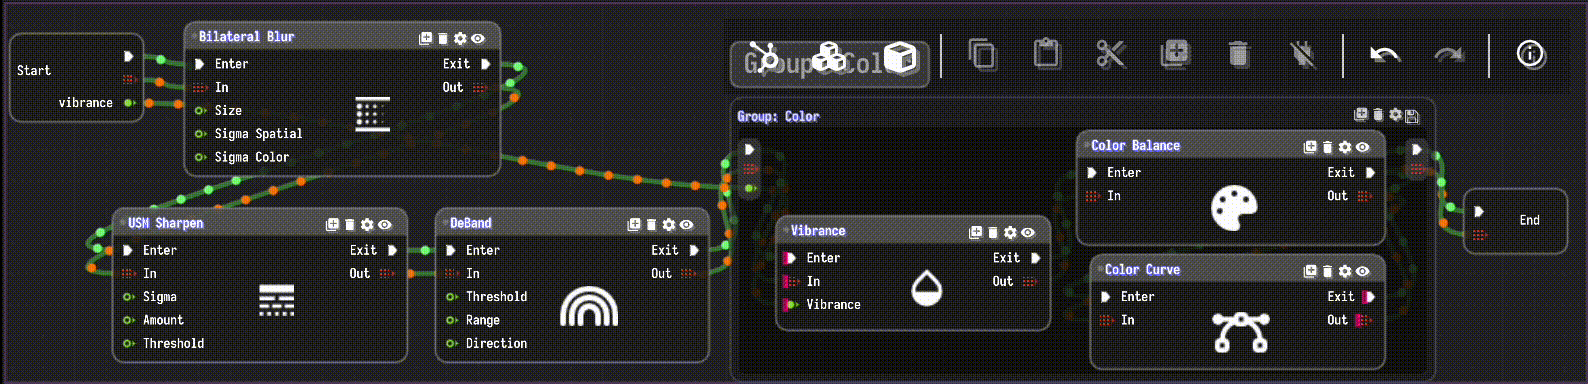 Start
vibrance
Bilateral Blur
Enter
Exit
In
Out
Size
Sigma Spatial
Sigma Color
USM Sharpen
Enter
Exit
In
Out
Sigma
Amount
Threshold
DeBand
Enter
Exit
In
Out
Threshold
Range
Direction
Group: Color
Vibrance
Enter
Exit
In
Out
Vibrance
Color Balance
Enter
Exit
In
Out
Color Curve
Enter
Exit
In
Out
End